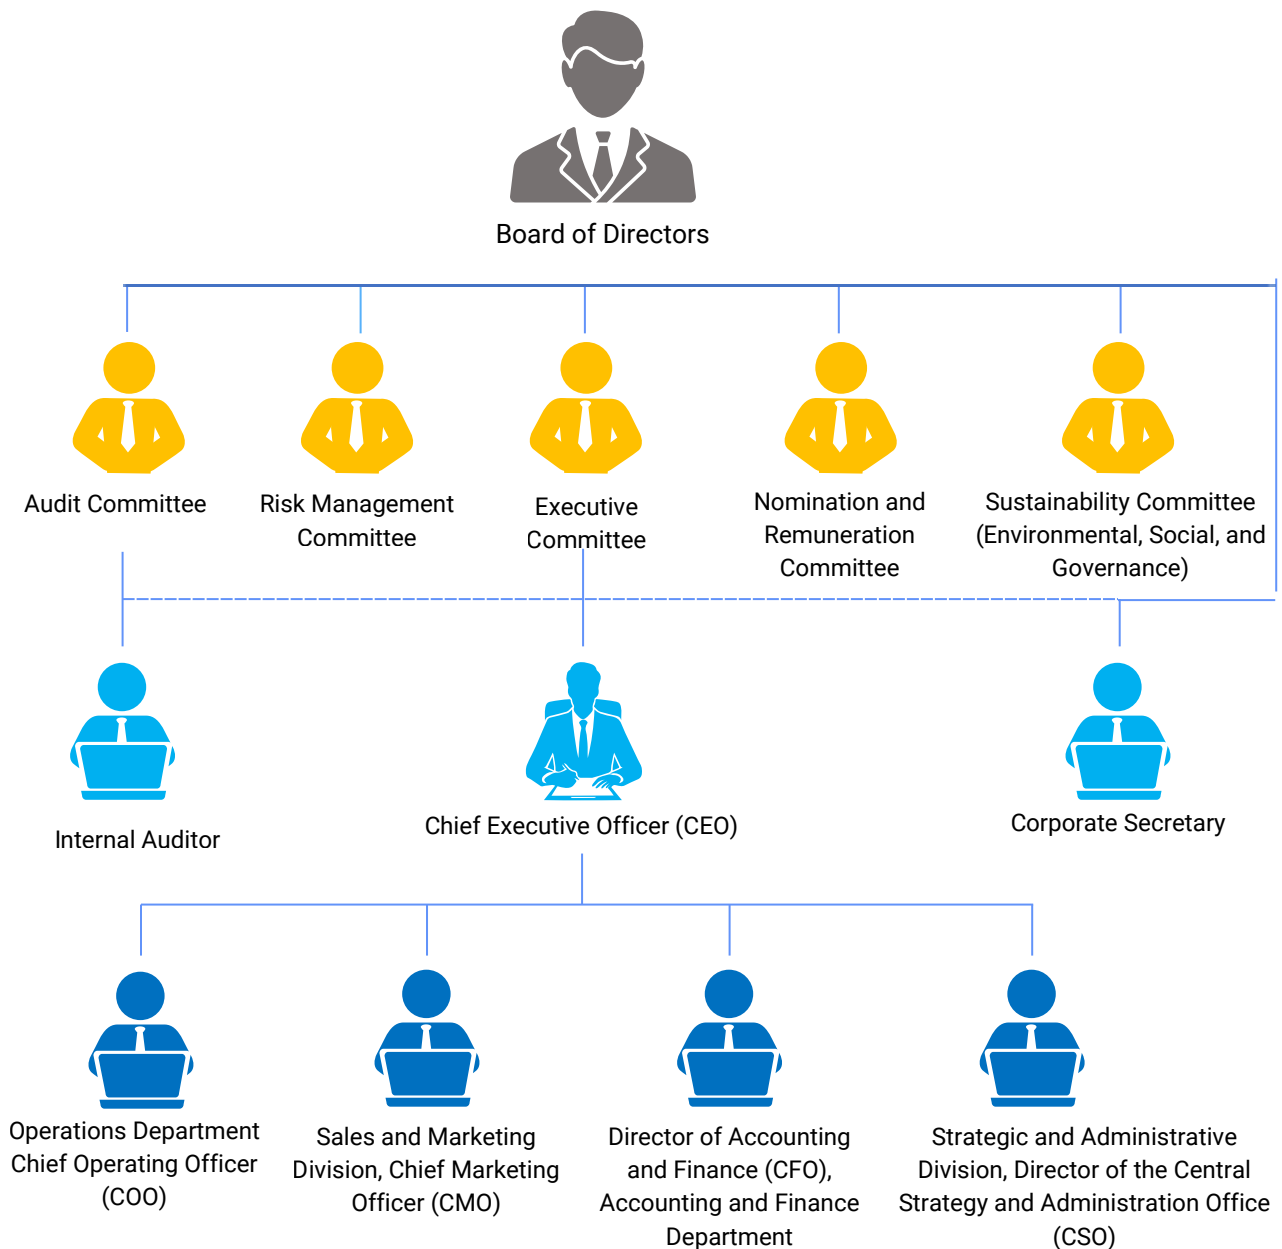 Board of Directors
Audit Committee
Risk Management
Committee
Executive
Committee
Nomination and
Remuneration
Committee
Sustainability Committee
(Environmental, Social, and
Governance)
Internal Auditor
Chief Executive Officer (CEO)
Corporate Secretary
Operations Department
Chief Operating Officer
(COO)
Sales and Marketing
Division, Chief Marketing
Officer (CMO)
Director of Accounting
and Finance (CFO),
Accounting and Finance
Department
Strategic and Administrative
Division, Director of the Central
Strategy and Administration Office
(CSO)